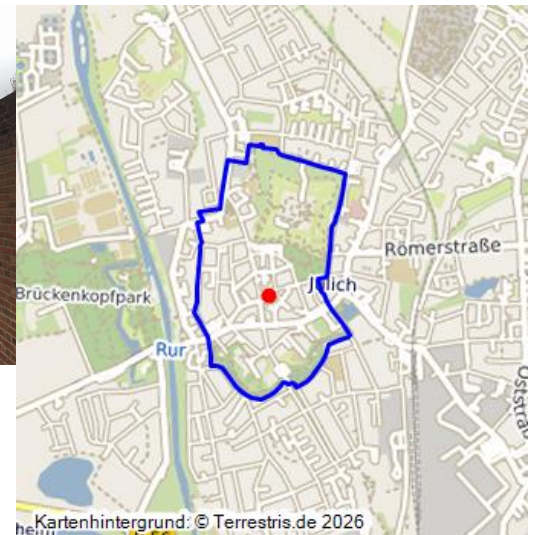 Römerstraße
Jülich
Brückenkopfpark
Rur
Kartenhintergrund: © Terrestris.de 2026